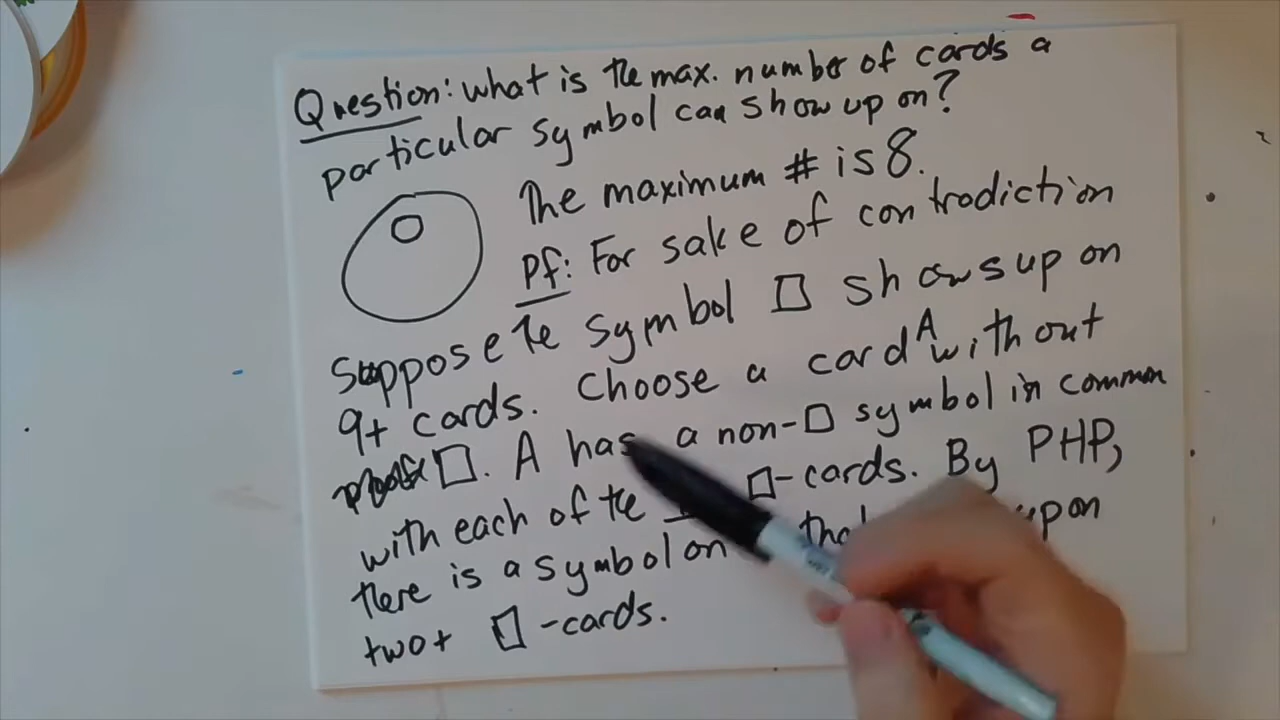 Question: what is the max. number of cards a
particular symbol can show up on?
The maximum # is 8.
Pf: For sake of contradiction
Suppose the symbol □ shows up on
9+ cards. Choose a card A without
□. A has a non-□ symbol in common
with each of the □-cards. By PHP,
there is a symbol on upon
two+ □-cards.